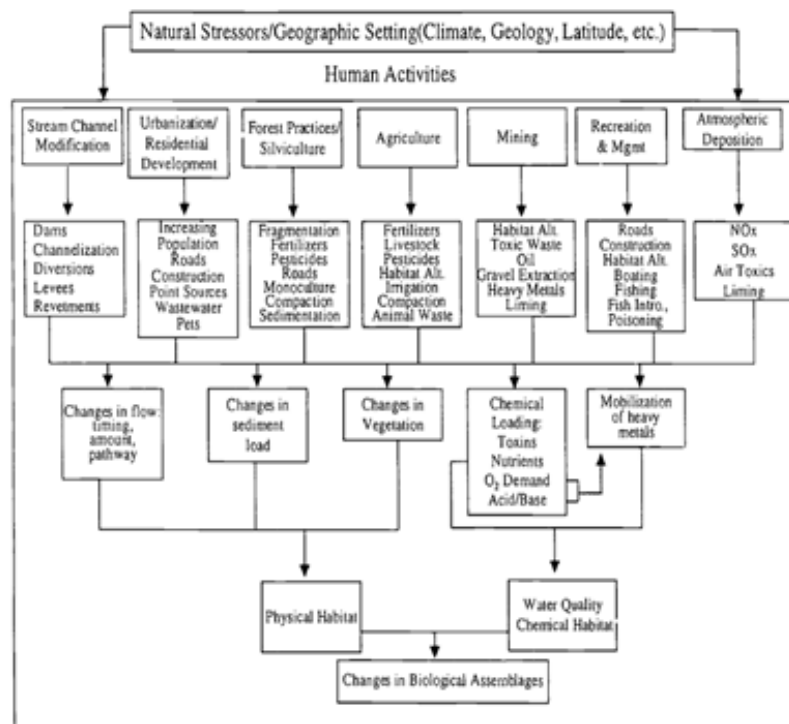 Natural Stressors/Geographic Setting(Climate, Geology, Latitude, etc.)
Human Activities
Stream Channel
Modification
Urbanization/
Residential
Development
Forest Practices/
Silviculture
Agriculture
Mining
Recreation
& Mgmt
Atmospheric
Deposition
Dams
Channelization
Diversions
Levees
Revetments
Increasing
Population
Roads
Construction
Point Sources
Wastewater
Pets
Fragmentation
Fertilizers
Pesticides
Roads
Monoculture
Compaction
Sedimentation
Fertilizers
Livestock
Pesticides
Habitat Alt.
Irrigation
Compaction
Animal Waste
Habitat Alt.
Toxic Waste
Oil
Gravel Extraction
Heavy Metals
Liming
Roads
Construction
Habitat Alt.
Boating
Fishing
Fish Intro.,
Poisoning
NOx
SOx
Air Toxics
Liming
Changes in flow:
timing,
amount,
pathway
Changes in
sediment
load
Changes in
Vegetation
Chemical
Loading:
Toxins
Nutrients
O₂ Demand
Acid/Base
Mobilization
of heavy
metals
Physical Habitat
Water Quality
Chemical Habitat
Changes in Biological Assemblages